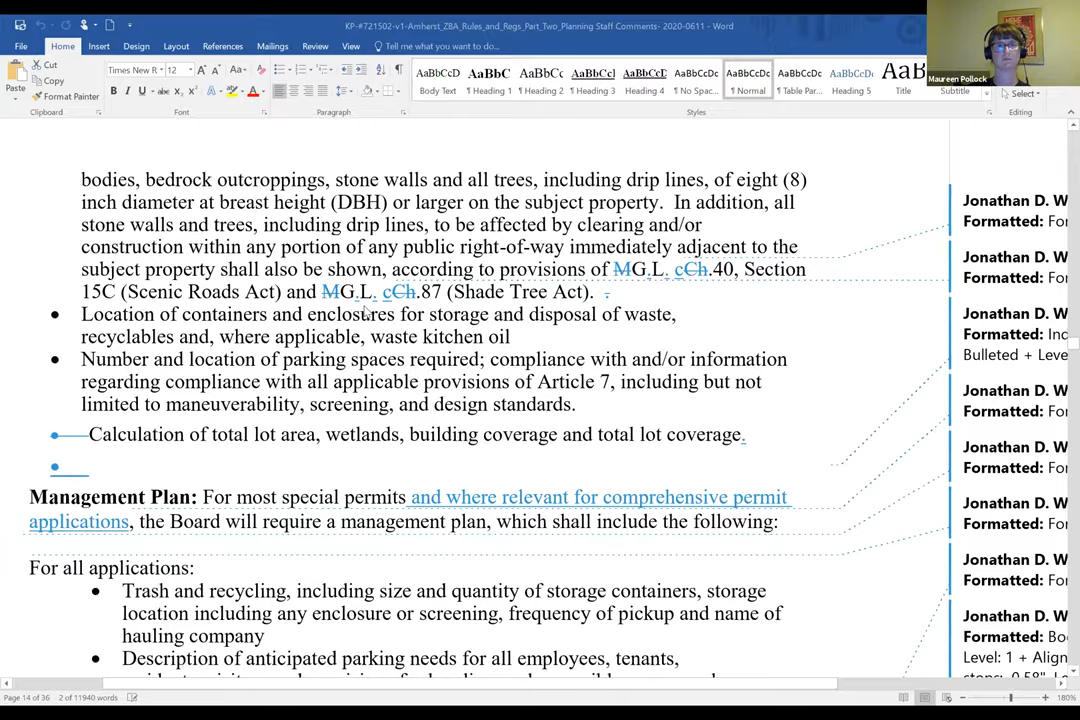 KP-#721502-v1-Amherst_ZBA_Rules_and_Regs_Part_Two_Planning Staff Comments- 2020-0611 - Word
File Home Insert Design Layout References Mailings Review View Tell me what you want to do...
Paste Cut Copy Format Painter
Times New R 12
AaBbCcD AaBbC AaBbCc AaBbCcI AaBbCcD AaBbCcDc AaBbCcDc AaBbCcDc AaBbCcDc AaB
Body Text ¶ Heading 1 ¶ Heading 2 ¶ Heading 3 Heading 4 ¶ No Spac... ¶ Normal ¶ Table Par... Heading 5 Title Subtitle
Select
Clipboard Font Paragraph Styles Editing
Maureen Pollock
bodies, bedrock outcroppings, stone walls and all trees, including drip lines, of eight (8)
inch diameter at breast height (DBH) or larger on the subject property. In addition, all
stone walls and trees, including drip lines, to be affected by clearing and/or
construction within any portion of any public right-of-way immediately adjacent to the
subject property shall also be shown, according to provisions of MG.L. cCh.40, Section
15C (Scenic Roads Act) and MG.L. cCh.87 (Shade Tree Act). .
• Location of containers and enclosures for storage and disposal of waste,
recyclables and, where applicable, waste kitchen oil
• Number and location of parking spaces required; compliance with and/or information
regarding compliance with all applicable provisions of Article 7, including but not
limited to maneuverability, screening, and design standards.
• Calculation of total lot area, wetlands, building coverage and total lot coverage.
•
Management Plan: For most special permits and where relevant for comprehensive permit
applications, the Board will require a management plan, which shall include the following:
For all applications:
• Trash and recycling, including size and quantity of storage containers, storage
location including any enclosure or screening, frequency of pickup and name of
hauling company
• Description of anticipated parking needs for all employees, tenants,
Jonathan D. W
Formatted: Fo
Jonathan D. W
Formatted: Fo
Jonathan D. W
Formatted: Ind
Bulleted + Leve
Jonathan D. W
Formatted: Fo
Jonathan D. W
Formatted: Fo
Jonathan D. W
Formatted: Fo
Jonathan D. W
Formatted: Fo
Jonathan D. W
Formatted: Bo
Level: 1 + Align
Page 14 of 36 2 of 11940 words 180%